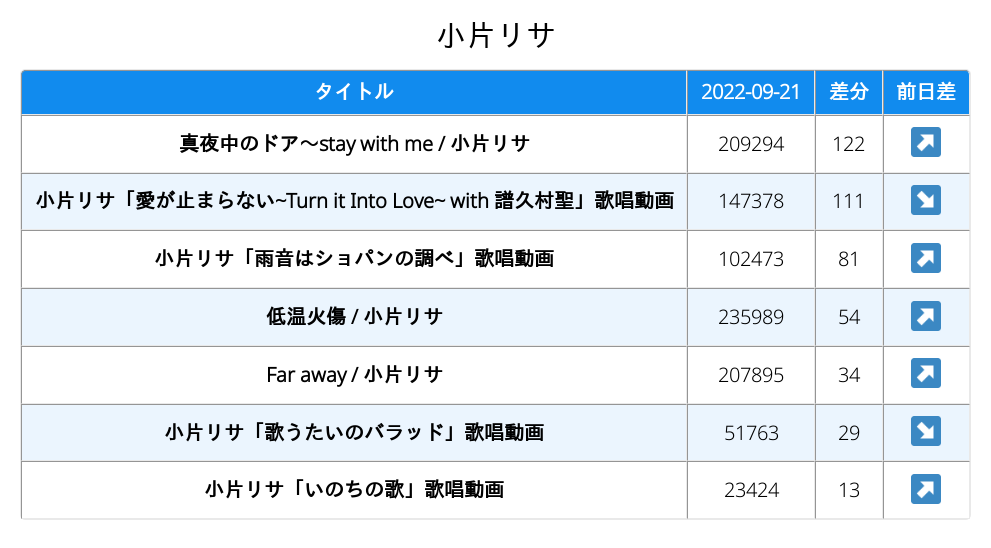 小片リサ
タイトル 2022-09-21 差分 前日差
真夜中のドア～stay with me / 小片リサ 209294 122 ↗
小片リサ「愛が止まらない~Turn it Into Love~ with 譜久村聖」歌唱動画 147378 111 ↘
小片リサ「雨音はショパンの調べ」歌唱動画 102473 81 ↗
低温火傷 / 小片リサ 235989 54 ↗
Far away / 小片リサ 207895 34 ↗
小片リサ「歌うたいのバラッド」歌唱動画 51763 29 ↘
小片リサ「いのちの歌」歌唱動画 23424 13 ↗